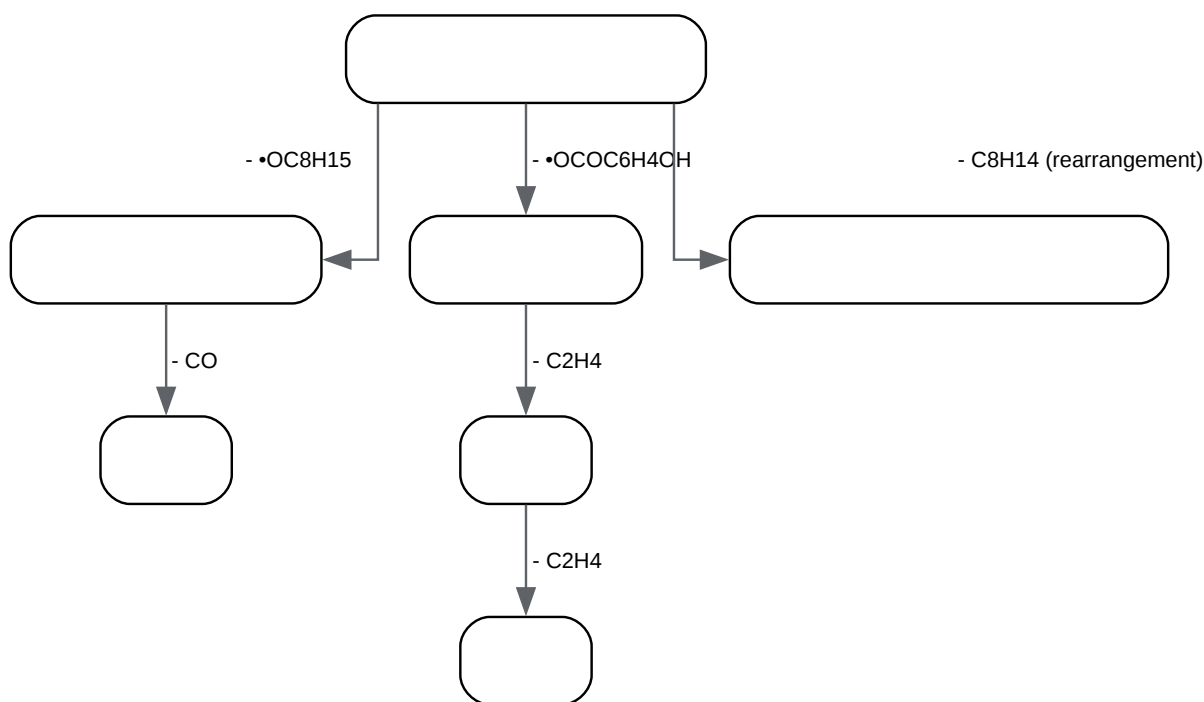 - •OC8H15
- •OCOC6H4OH
- C8H14 (rearrangement)
- CO
- C2H4
- C2H4